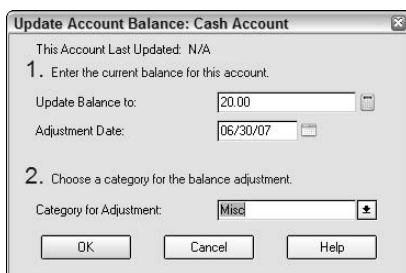 Update Account Balance: Cash Account
This Account Last Updated: N/A
1. Enter the current balance for this account.
Update Balance to: 20.00
Adjustment Date: 06/30/07
2. Choose a category for the balance adjustment.
Category for Adjustment: Misc
OK Cancel Help